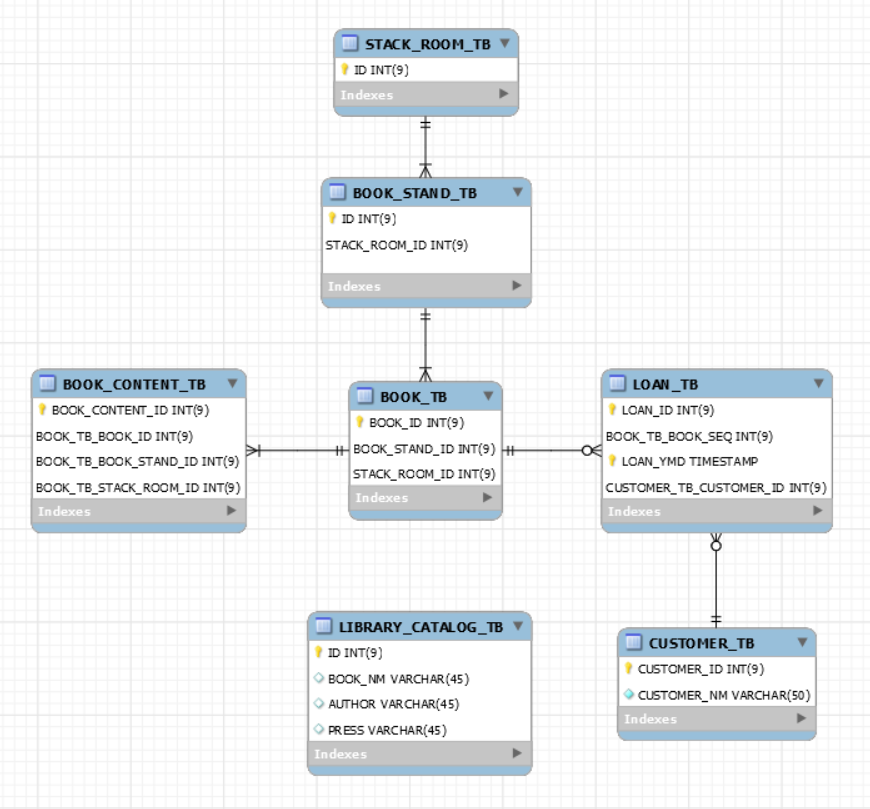 STACK_ROOM_TB
ID INT(9)
Indexes
BOOK_STAND_TB
ID INT(9)
STACK_ROOM_ID INT(9)
Indexes
BOOK_CONTENT_TB
BOOK_CONTENT_ID INT(9)
BOOK_TB_BOOK_ID INT(9)
BOOK_TB_BOOK_STAND_ID INT(9)
BOOK_TB_STACK_ROOM_ID INT(9)
Indexes
BOOK_TB
BOOK_ID INT(9)
BOOK_STAND_ID INT(9)
STACK_ROOM_ID INT(9)
Indexes
LOAN_TB
LOAN_ID INT(9)
BOOK_TB_BOOK_SEQ INT(9)
LOAN_YMD TIMESTAMP
CUSTOMER_TB_CUSTOMER_ID INT(9)
Indexes
LIBRARY_CATALOG_TB
ID INT(9)
BOOK_NM VARCHAR(45)
AUTHOR VARCHAR(45)
PRESS VARCHAR(45)
Indexes
CUSTOMER_TB
CUSTOMER_ID INT(9)
CUSTOMER_NM VARCHAR(50)
Indexes